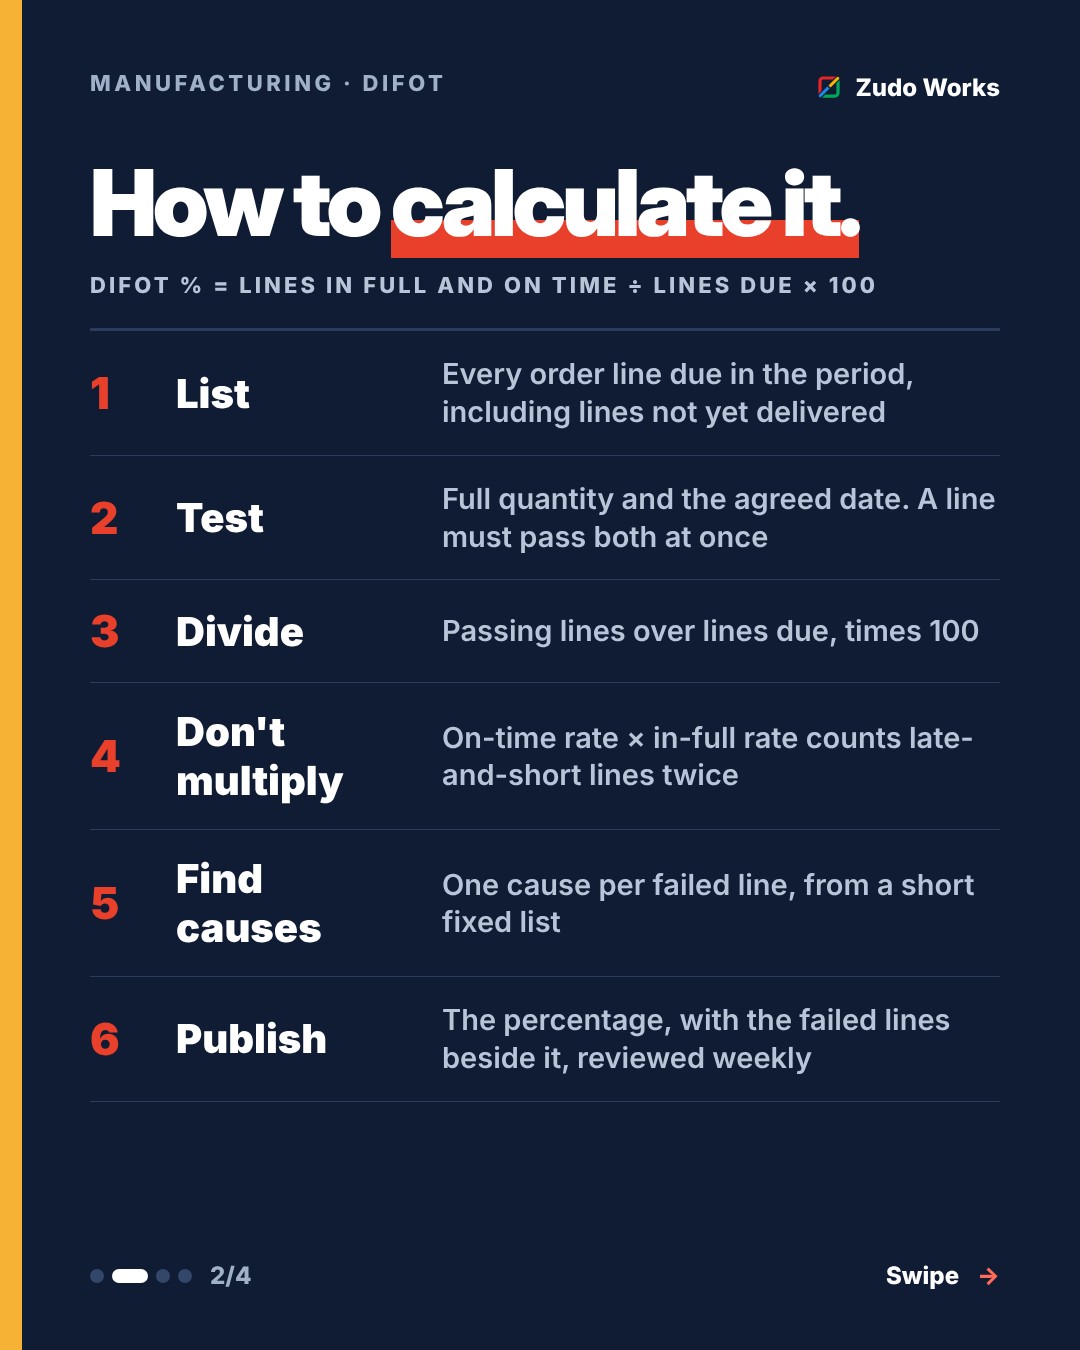 MANUFACTURING · DIFOT
Zudo Works
How to calculate it.
DIFOT % = LINES IN FULL AND ON TIME ÷ LINES DUE × 100
1 List
Every order line due in the period,
including lines not yet delivered
2 Test
Full quantity and the agreed date. A line
must pass both at once
3 Divide
Passing lines over lines due, times 100
4 Don't
multiply
On-time rate × in-full rate counts late-
and-short lines twice
5 Find
causes
One cause per failed line, from a short
fixed list
6 Publish
The percentage, with the failed lines
beside it, reviewed weekly
2/4
Swipe →